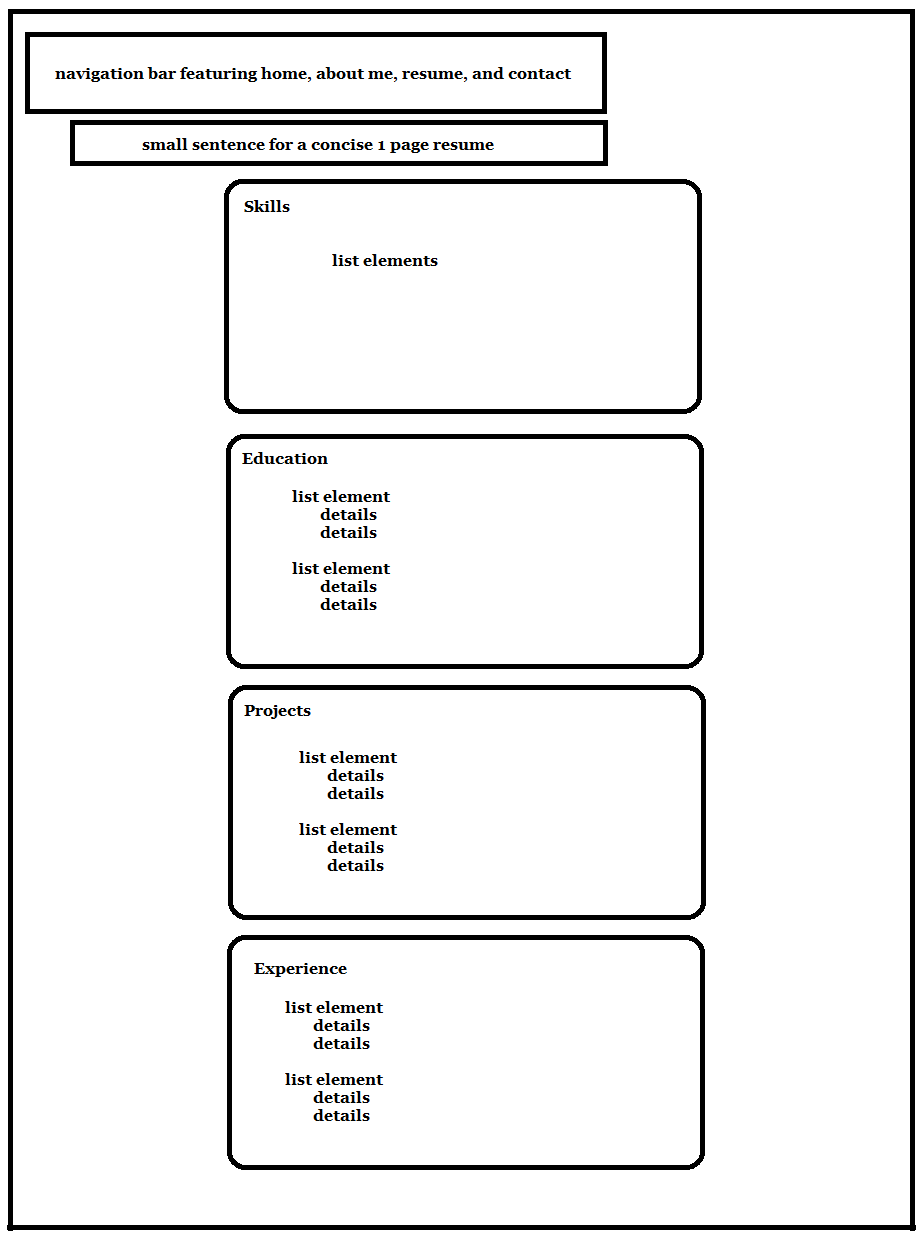 navigation bar featuring home, about me, resume, and contact
small sentence for a concise 1 page resume
Skills
list elements
Education
list element
details
details
list element
details
details
Projects
list element
details
details
list element
details
details
Experience
list element
details
details
list element
details
details